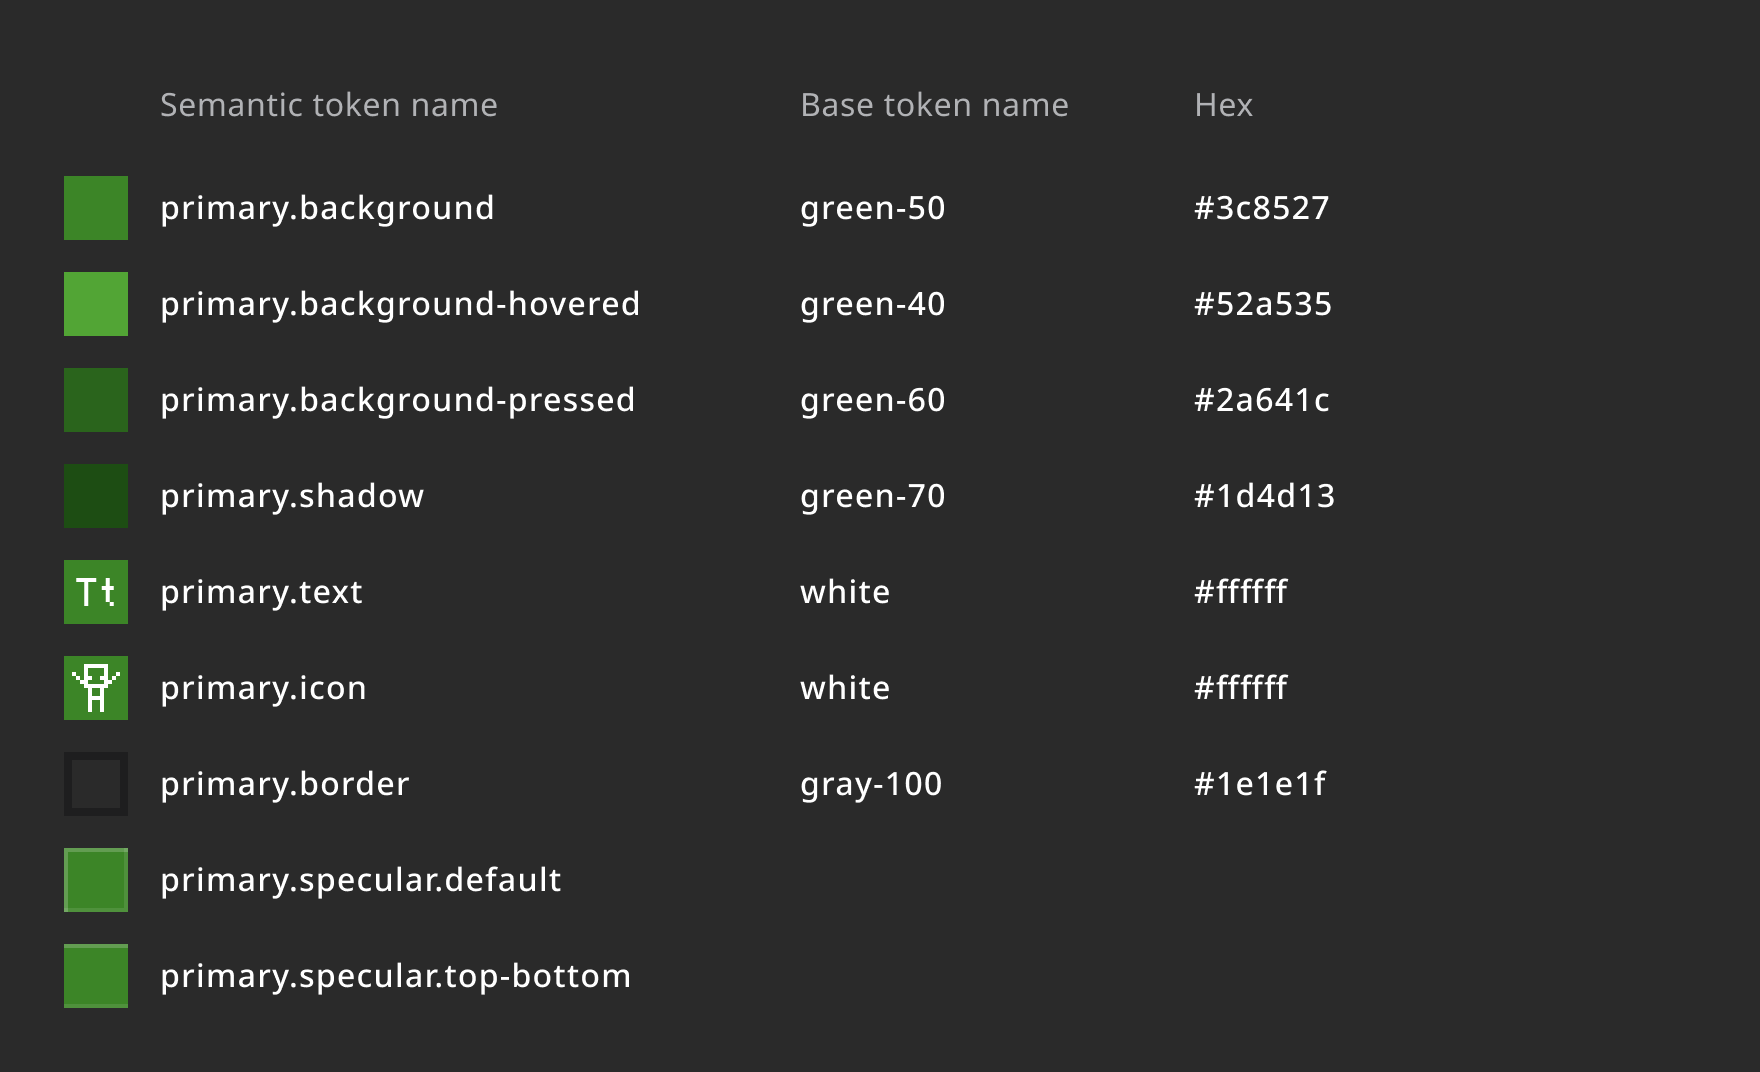 Semantic token name Base token name Hex
primary.background green-50 #3c8527
primary.background-hovered green-40 #52a535
primary.background-pressed green-60 #2a641c
primary.shadow green-70 #1d4d13
Tt primary.text white #ffffff
primary.icon white #ffffff
primary.border gray-100 #1e1e1f
primary.specular.default
primary.specular.top-bottom